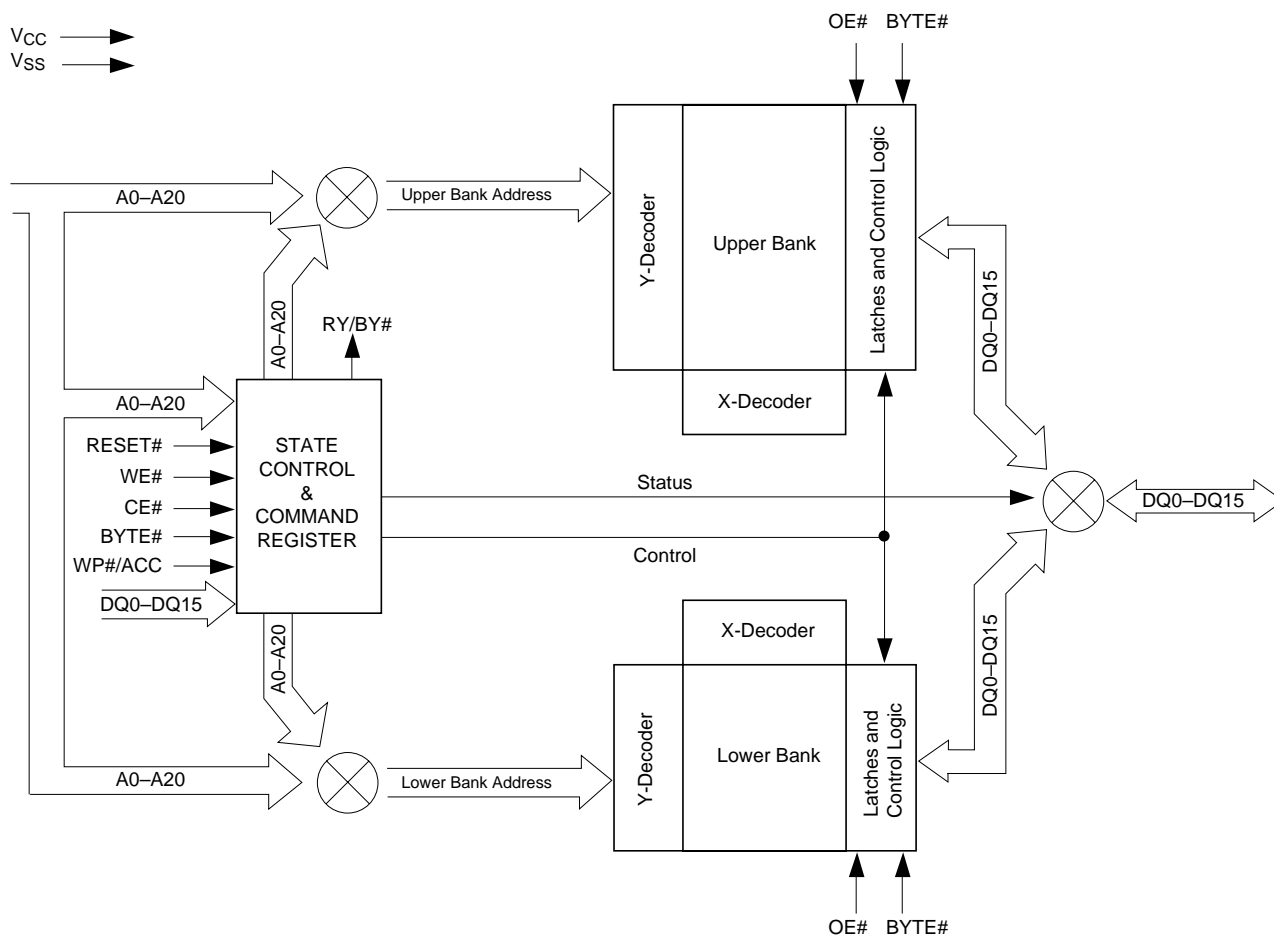 OE# BYTE#
VCC
VSS
A0–A20
Upper Bank Address
Y-Decoder
Upper Bank
Latches and Control Logic
X-Decoder
DQ0–DQ15
A0–A20
RY/BY#
A0–A20
RESET#
WE#
CE#
BYTE#
WP#/ACC
DQ0–DQ15
STATE
CONTROL
&
COMMAND
REGISTER
Status
Control
DQ0–DQ15
A0–A20
X-Decoder
DQ0–DQ15
A0–A20
Lower Bank Address
Y-Decoder
Lower Bank
Latches and
Control Logic
OE# BYTE#